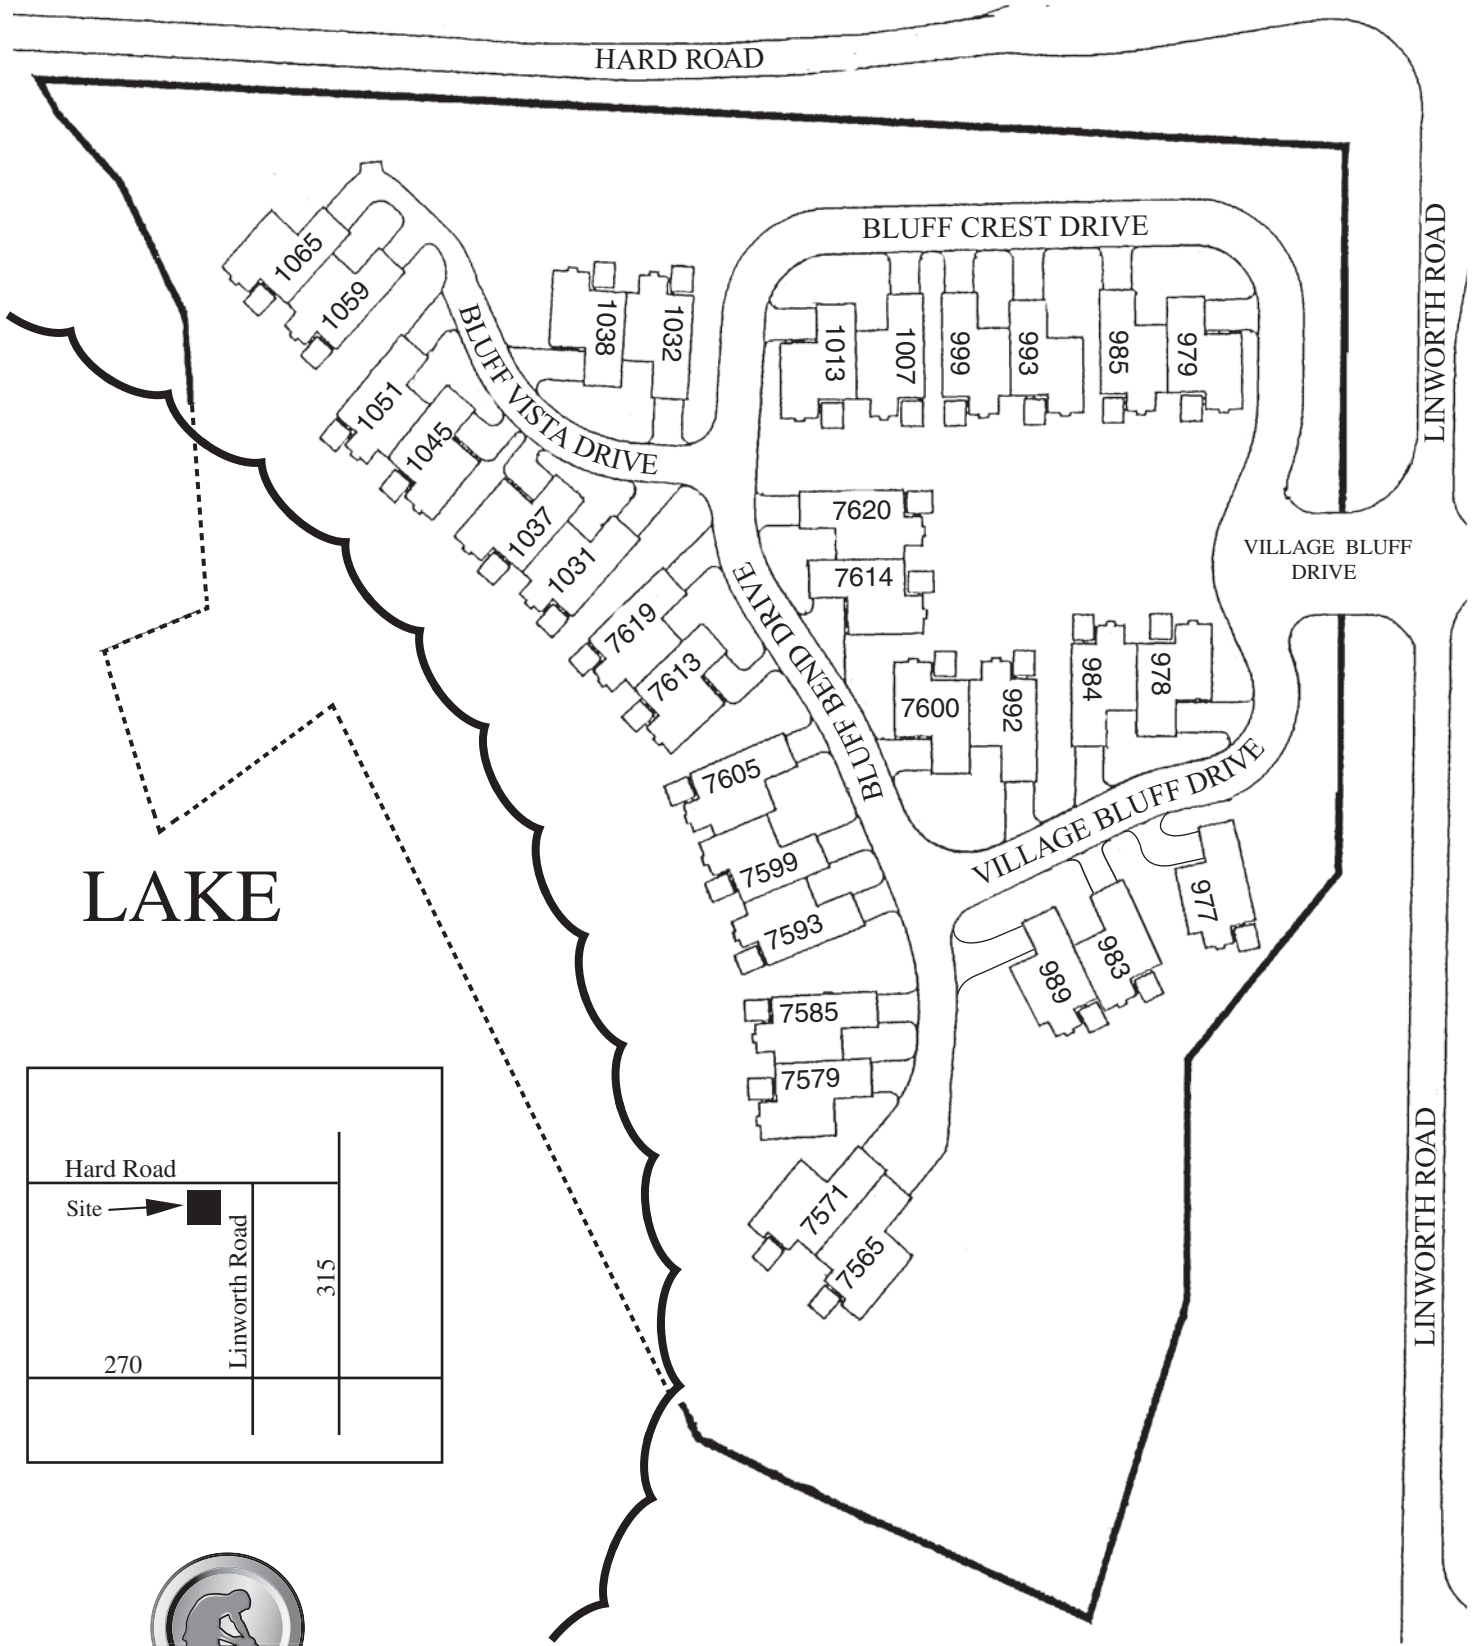 HARD ROAD
BLUFF CREST DRIVE
LINWORTH ROAD
1065
1059
BLUFF VISTA DRIVE
1038
1032
1013
1007
999
993
985
979
1051
1045
1037
1031
7620
7614
VILLAGE BLUFF
DRIVE
BLUFF BEND DRIVE
7619
7613
7600
992
984
978
7605
VILLAGE BLUFF DRIVE
7599
7593
977
983
989
LAKE
7585
7579
7571
7565
LINWORTH ROAD
Hard Road
Site
Linworth Road
315
270